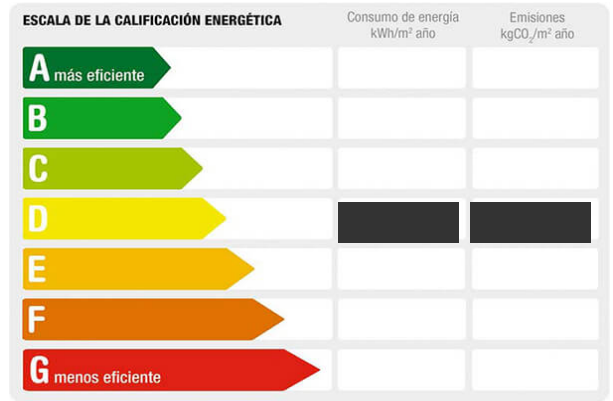 ESCALA DE LA CALIFICACIÓN ENERGÉTICA
Consumo de energía
kWh/m² año
Emisiones
kgCO₂/m² año
A más eficiente
B
C
D
E
F
G menos eficiente